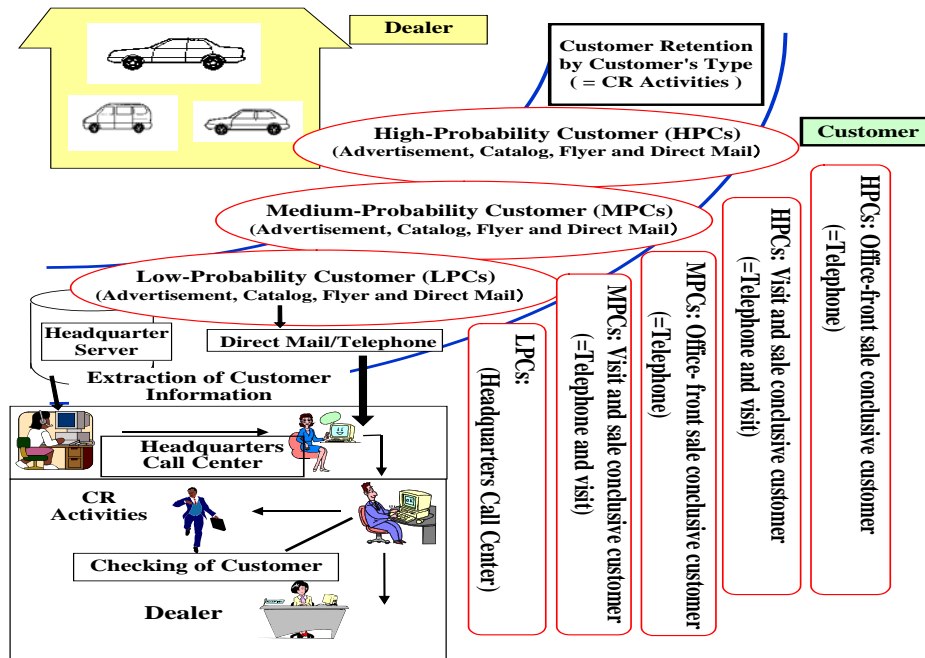 Dealer
Customer Retention
by Customer's Type
( = CR Activities )
High-Probability Customer (HPCs)
(Advertisement, Catalog, Flyer and Direct Mail)
Customer
Medium-Probability Customer (MPCs)
(Advertisement, Catalog, Flyer and Direct Mail)
Low-Probability Customer (LPCs)
(Advertisement, Catalog, Flyer and Direct Mail)
Headquarter
Server
Direct Mail/Telephone
Extraction of Customer
Information
Headquarters
Call Center
CR
Activities
Checking of Customer
Dealer
LPCs:
(Headquarters Call Center)
MPCs: Visit and sale conclusive customer
(=Telephone and visit)
MPCs: Office- front sale conclusive customer
(=Telephone)
HPCs: Visit and sale conclusive customer
(=Telephone and visit)
HPCs: Office-front sale conclusive customer
(=Telephone)